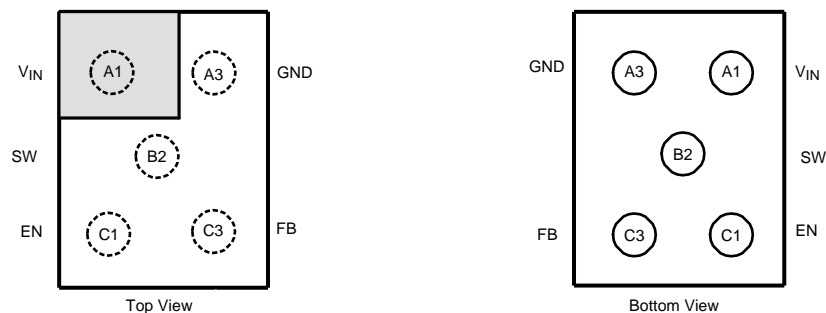 VIN A1 A3 GND
SW B2
EN C1 C3 FB
Top View
GND A3 A1 VIN
B2 SW
FB C3 C1 EN
Bottom View